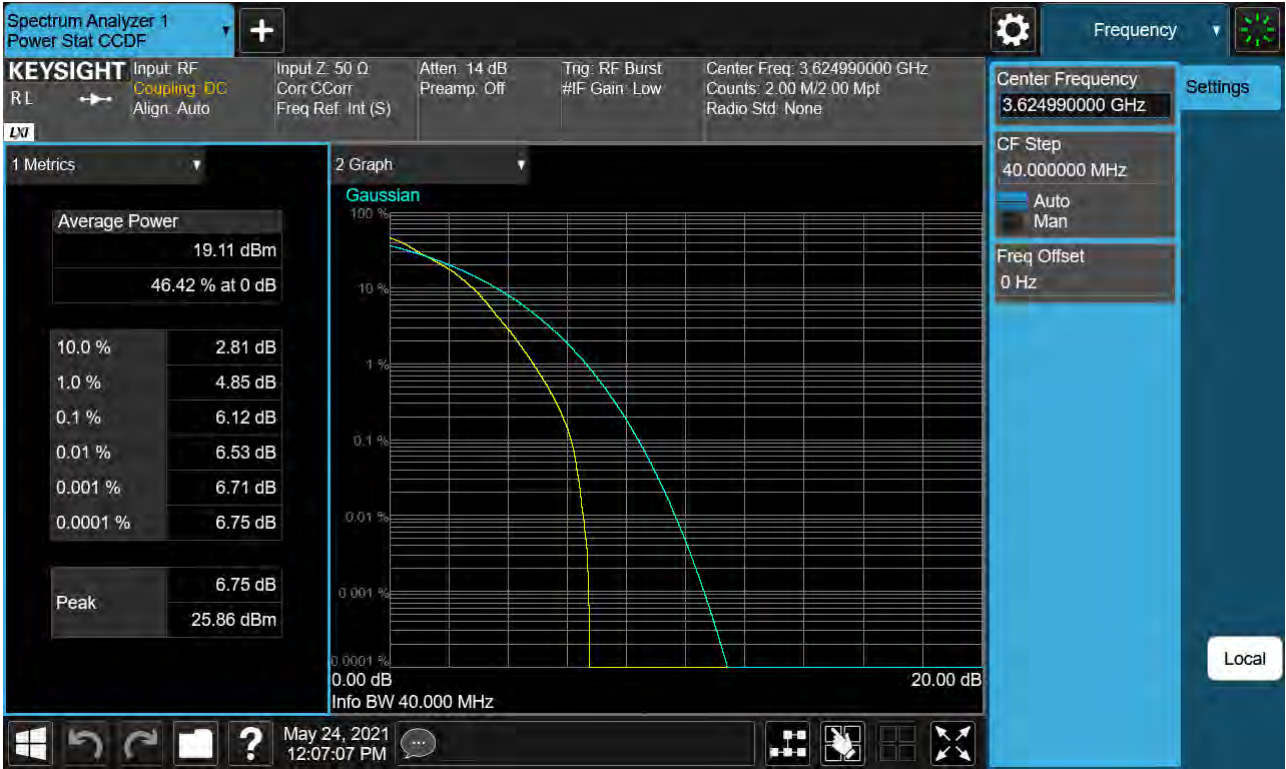 Spectrum Analyzer 1
Power Stat CCDF
+
Frequency
KEYSIGHT
R L
LXI
Input: RF
Coupling: DC
Align: Auto
Input Z: 50 Ω
Corr CCorr
Freq Ref: Int (S)
Atten: 14 dB
Preamp: Off
Trig: RF Burst
#IF Gain: Low
Center Freq: 3.624990000 GHz
Counts: 2.00 M/2.00 Mpt
Radio Std: None
Center Frequency
3.624990000 GHz
Settings
CF Step
40.000000 MHz
Auto
Man
Freq Offset
0 Hz
Local
1 Metrics
Average Power
19.11 dBm
46.42 % at 0 dB
10.0 % 2.81 dB
1.0 % 4.85 dB
0.1 % 6.12 dB
0.01 % 6.53 dB
0.001 % 6.71 dB
0.0001 % 6.75 dB
Peak
6.75 dB
25.86 dBm
2 Graph
Gaussian
100 %
10 %
1 %
0.1 %
0.01 %
0.001 %
0.0001 %
0.00 dB 20.00 dB
Info BW 40.000 MHz
?
May 24, 2021
12:07:07 PM